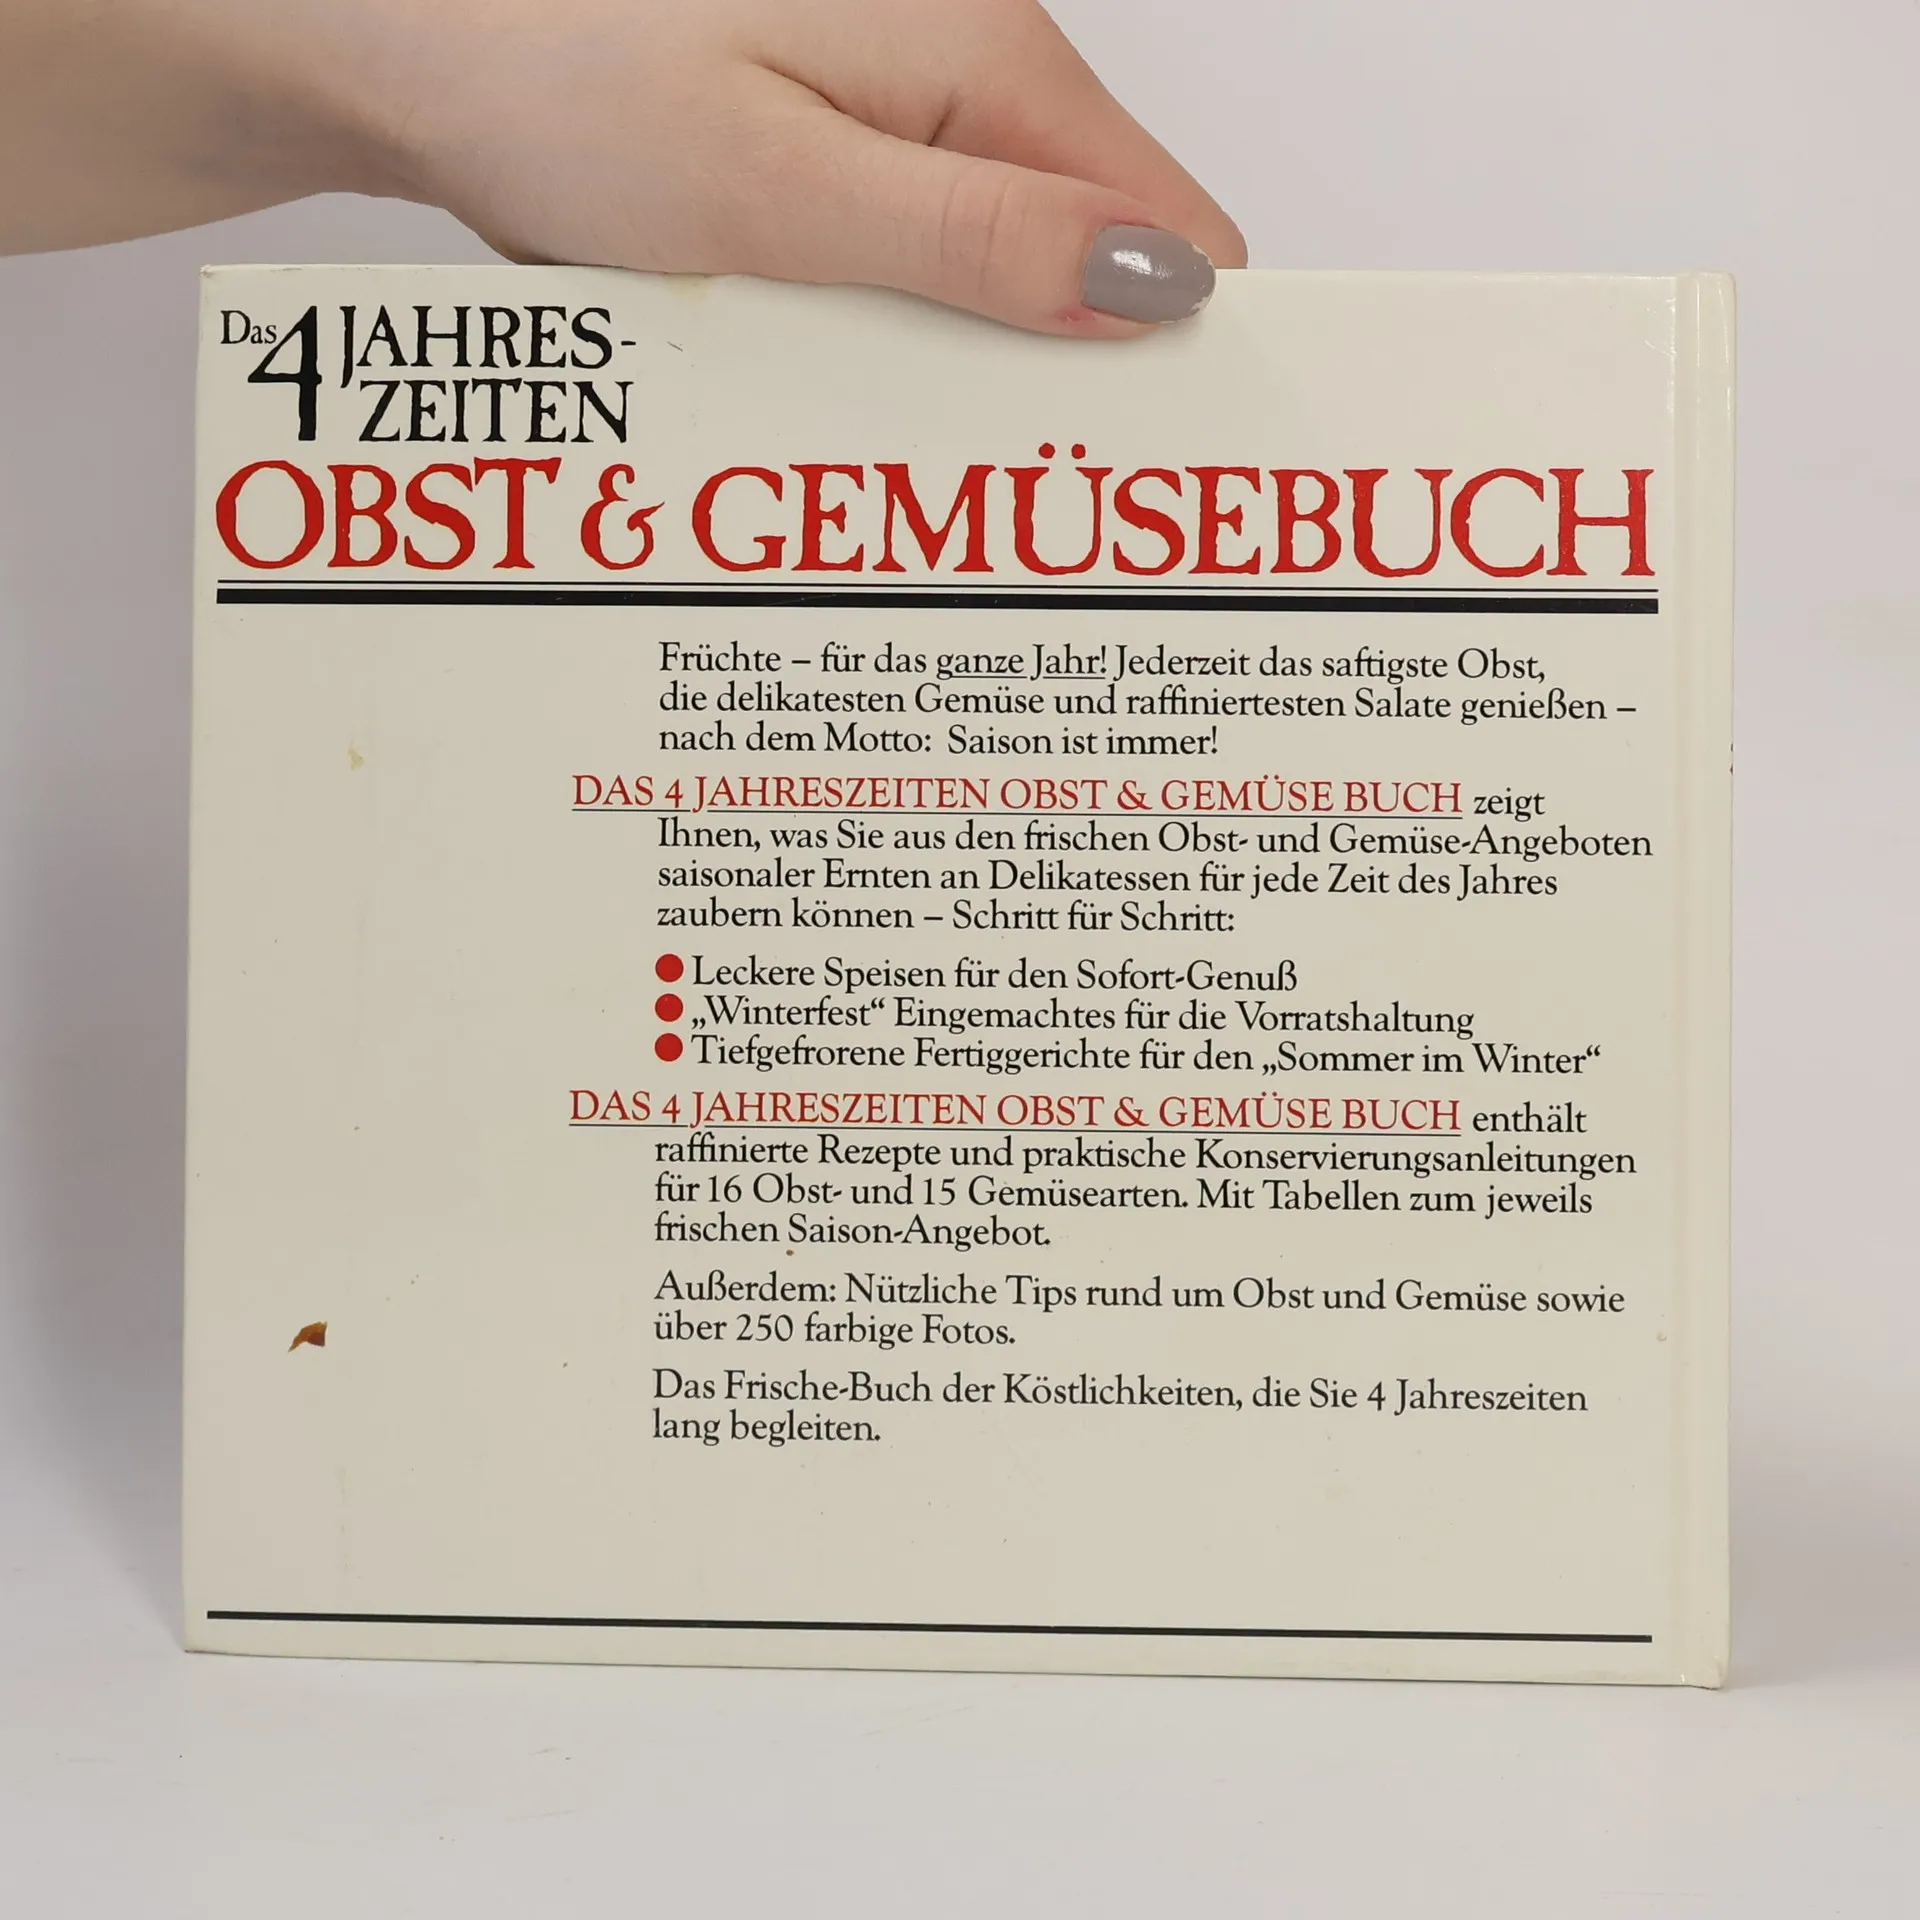 Das 4 JAHRES-
ZEITEN
OBST & GEMÜSEBUCH
Früchte – für das ganze Jahr! Jederzeit das saftigste Obst,
die delikatesten Gemüse und raffiniertesten Salate genießen –
nach dem Motto: Saison ist immer!
DAS 4 JAHRESZEITEN OBST & GEMÜSE BUCH zeigt
Ihnen, was Sie aus den frischen Obst- und Gemüse-Angeboten
saisonaler Ernten an Delikatessen für jede Zeit des Jahres
zaubern können – Schritt für Schritt:
● Leckere Speisen für den Sofort-Genuß
● „Winterfest“ Eingemachtes für die Vorratshaltung
● Tiefgefrorene Fertiggerichte für den „Sommer im Winter“
DAS 4 JAHRESZEITEN OBST & GEMÜSE BUCH enthält
raffinierte Rezepte und praktische Konservierungsanleitungen
für 16 Obst- und 15 Gemüsearten. Mit Tabellen zum jeweils
frischen Saison-Angebot.
Außerdem: Nützliche Tips rund um Obst und Gemüse sowie
über 250 farbige Fotos.
Das Frische-Buch der Köstlichkeiten, die Sie 4 Jahreszeiten
lang begleiten.